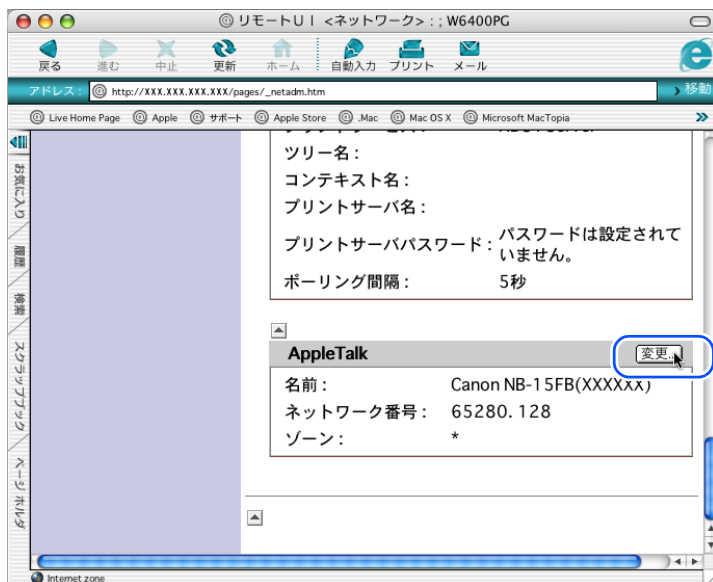 リモートUI <ネットワーク> : ; W6400PG
戻る 進む 中止 更新 ホーム 自動入力 プリント メール
アドレス: http://XXX.XXX.XXX.XXX/pages/_netadm.htm 移動
Live Home Page Apple サポート Apple Store .Mac Mac OS X Microsoft MacTopia
お気に入り
履歴
検索
スクラップブック
ページ ホルダ
ツリー名:
コンテキスト名:
プリントサーバ名:
プリントサーバパスワード: パスワードは設定されて
いません。
ポーリング間隔: 5秒
AppleTalk 変更...
名前: Canon NB-15FB(XXXXXX)
ネットワーク番号: 65280.128
ゾーン: *
Internet zone